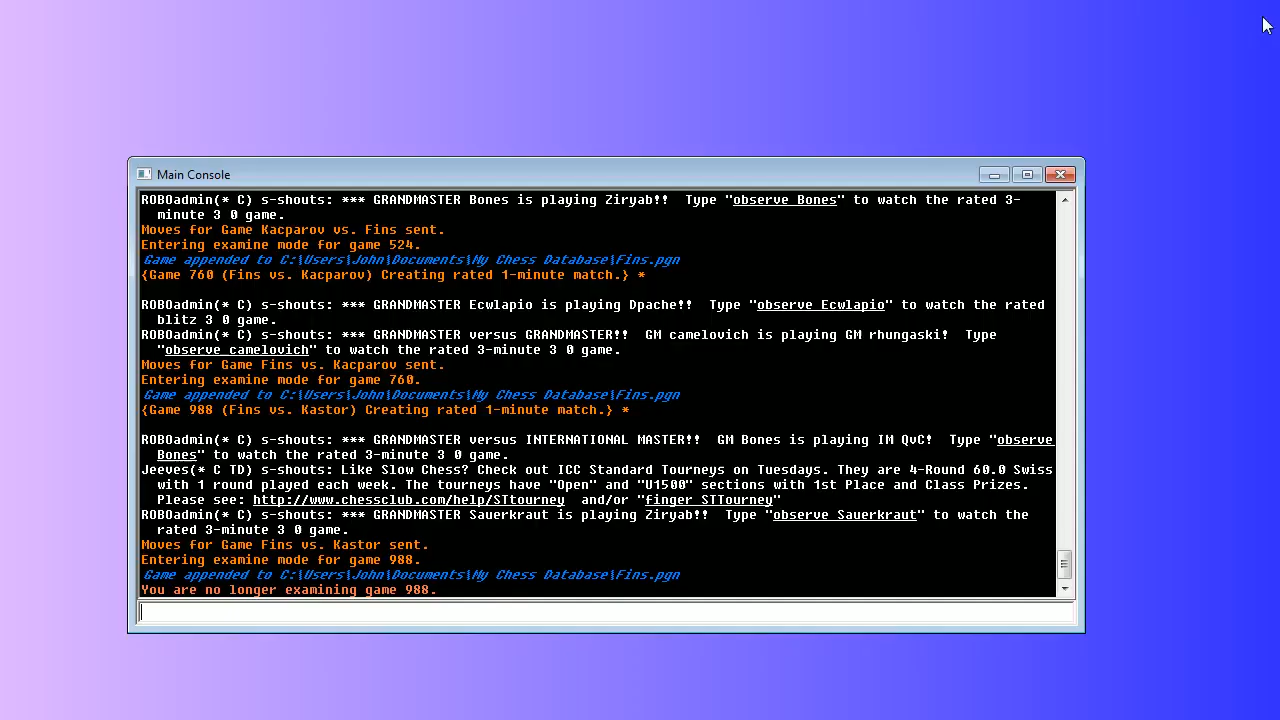 Main Console
ROBOadmin(* C) s-shouts: *** GRANDMASTER Bones is playing Ziryab!!  Type "observe Bones" to watch the rated 3-
minute 3 0 game.
Moves for Game Kacparov vs. Fins sent.
Entering examine mode for game 524.
Game appended to C:\Users\John\Documents\My Chess Database\Fins.pgn
{Game 760 (Fins vs. Kacparov) Creating rated 1-minute match.} *
ROBOadmin(* C) s-shouts: *** GRANDMASTER Ecwlapio is playing Dpache!!  Type "observe Ecwlapio" to watch the rated
blitz 3 0 game.
ROBOadmin(* C) s-shouts: *** GRANDMASTER versus GRANDMASTER!!  GM camelovich is playing GM rhungaski!  Type
"observe camelovich" to watch the rated 3-minute 3 0 game.
Moves for Game Fins vs. Kacparov sent.
Entering examine mode for game 760.
Game appended to C:\Users\John\Documents\My Chess Database\Fins.pgn
{Game 988 (Fins vs. Kastor) Creating rated 1-minute match.} *
ROBOadmin(* C) s-shouts: *** GRANDMASTER versus INTERNATIONAL MASTER!!  GM Bones is playing IM QvC!  Type "observe
Bones" to watch the rated 3-minute 3 0 game.
Jeeves(* C TD) s-shouts: Like Slow Chess? Check out ICC Standard Tourneys on Tuesdays. They are 4-Round 60.0 Swiss
with 1 round played each week. The tourneys have "Open" and "U1500" sections with 1st Place and Class Prizes.
Please see: http://www.chessclub.com/help/STtourney  and/or "finger STTourney"
ROBOadmin(* C) s-shouts: *** GRANDMASTER Sauerkraut is playing Ziryab!!  Type "observe Sauerkraut" to watch the
rated 3-minute 3 0 game.
Moves for Game Fins vs. Kastor sent.
Entering examine mode for game 988.
Game appended to C:\Users\John\Documents\My Chess Database\Fins.pgn
You are no longer examining game 988.